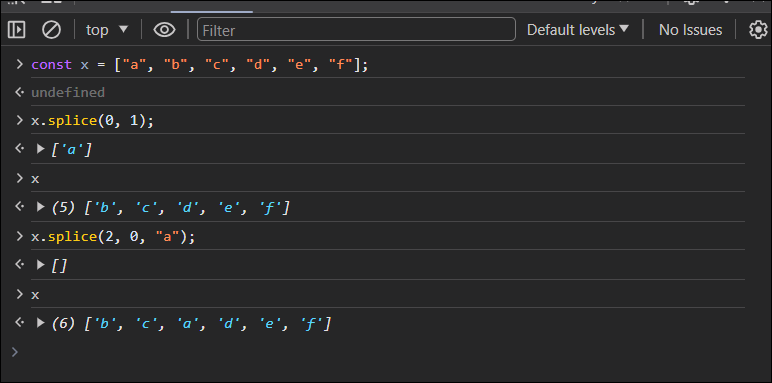 top Filter Default levels No Issues
const x = ["a", "b", "c", "d", "e", "f"];
undefined
x.splice(0, 1);
['a']
x
(5) ['b', 'c', 'd', 'e', 'f']
x.splice(2, 0, "a");
[]
x
(6) ['b', 'c', 'a', 'd', 'e', 'f']